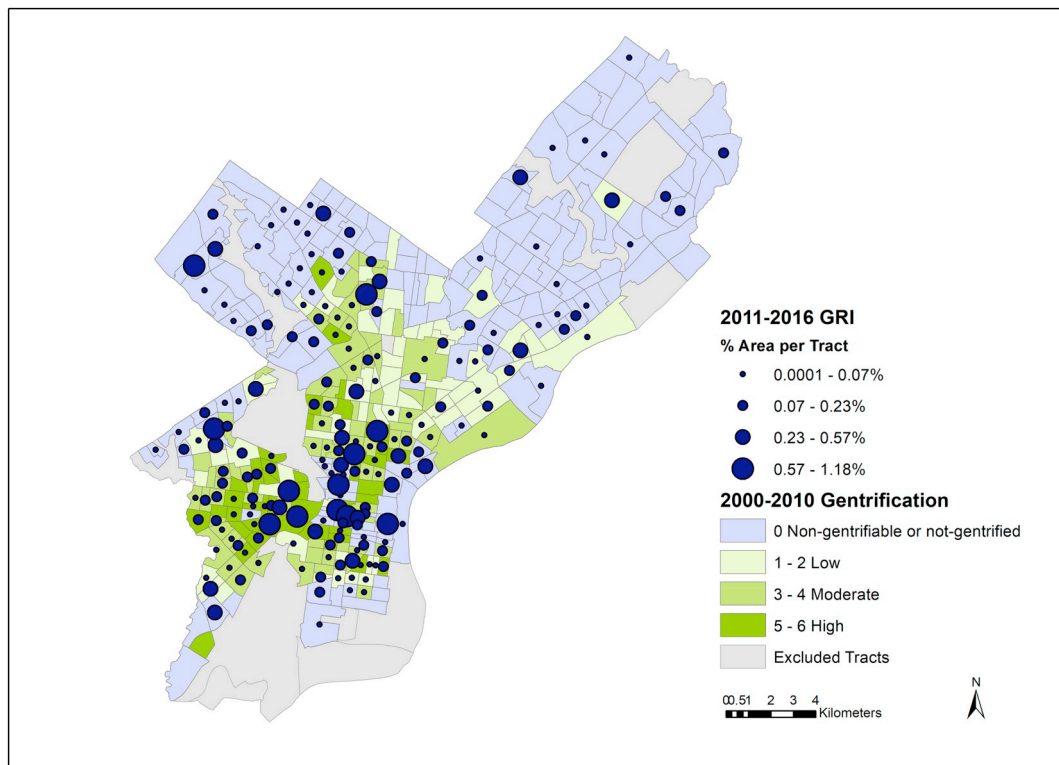 2011-2016 GRI
% Area per Tract
0.0001 - 0.07%
0.07 - 0.23%
0.23 - 0.57%
0.57 - 1.18%
2000-2010 Gentrification
0 Non-gentrifiable or not-gentrified
1 - 2 Low
3 - 4 Moderate
5 - 6 High
Excluded Tracts
N
00.51 2 3 4
Kilometers